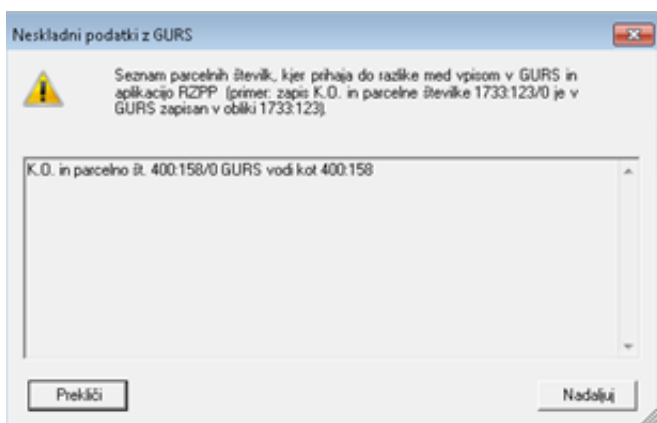 Neskladni podatki z GURS
Seznam parcelnih številk, kjer prihaja do razlike med vpisom v GURS in
aplikacijo RZPP (primer: zapis K.O. in parcelne številke 1733:123/0 je v
GURS zapisan v obliki 1733:123).
K.O. in parcelno št. 400:158/0 GURS vodi kot 400:158
Prekliči
Nadaljuj